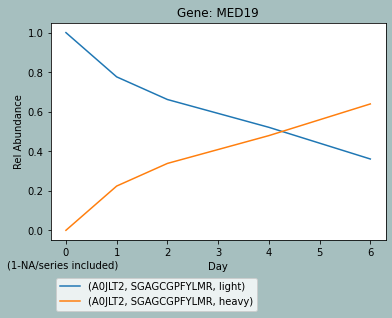 Gene: MED19
1.0
0.8
0.6
0.4
0.2
0.0
Rel Abundance
0 1 2 3 4 5 6
(1-NA/series included)
Day
(A0JLT2, SGAGCGPFYLMR, light)
(A0JLT2, SGAGCGPFYLMR, heavy)